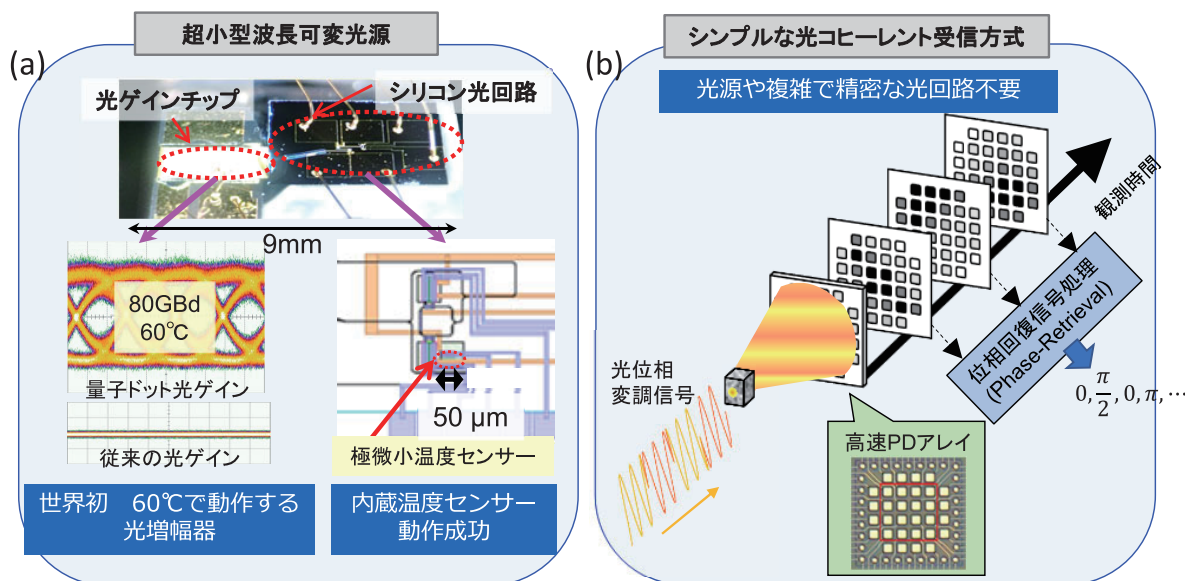 超小型波長可変光源
(a)
光ゲインチップ
シリコン光回路
9mm
80GBd
60℃
量子ドット光ゲイン
従来の光ゲイン
50 μm
極微小温度センサー
世界初　60℃で動作する
光増幅器
内蔵温度センサー
動作成功
シンプルな光コヒーレント受信方式
(b)
光源や複雑で精密な光回路不要
観測時間
位相回復信号処理
(Phase-Retrieval)
0, π/2, 0, π, ⋯
光位相
変調信号
高速PDアレイ